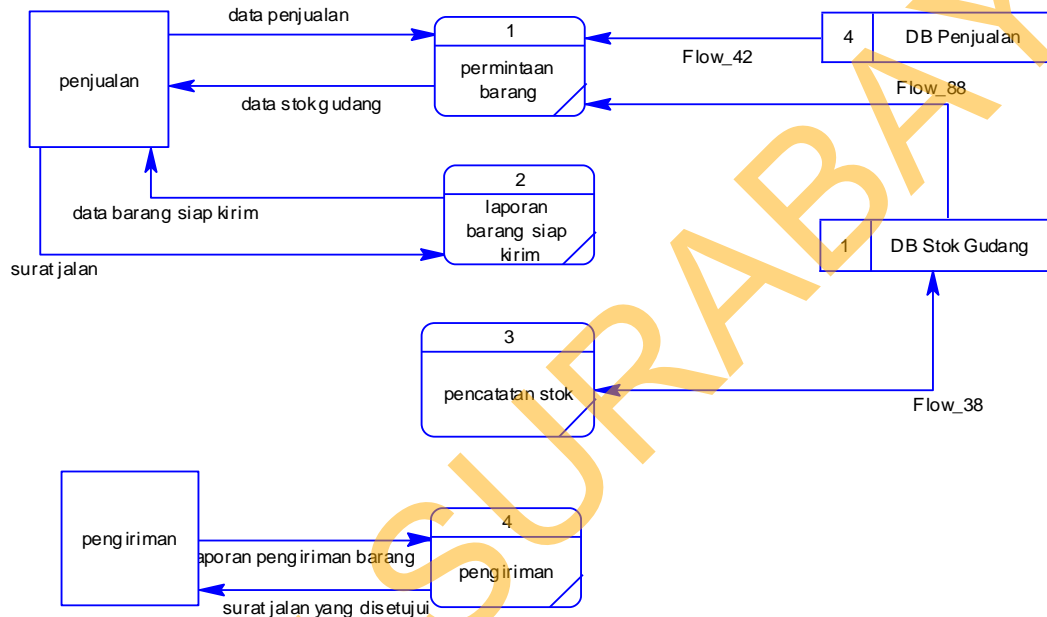 data penjualan
penjualan
1
permintaan
barang
4
DB Penjualan
Flow_42
data stok gudang
Flow_88
2
laporan
barang siap
kirim
data barang siap kirim
surat jalan
1
DB Stok Gudang
3
pencatatan stok
Flow_38
pengiriman
4
pengiriman
aporan pengiriman barang
surat jalan yang disetujui
SURABAY